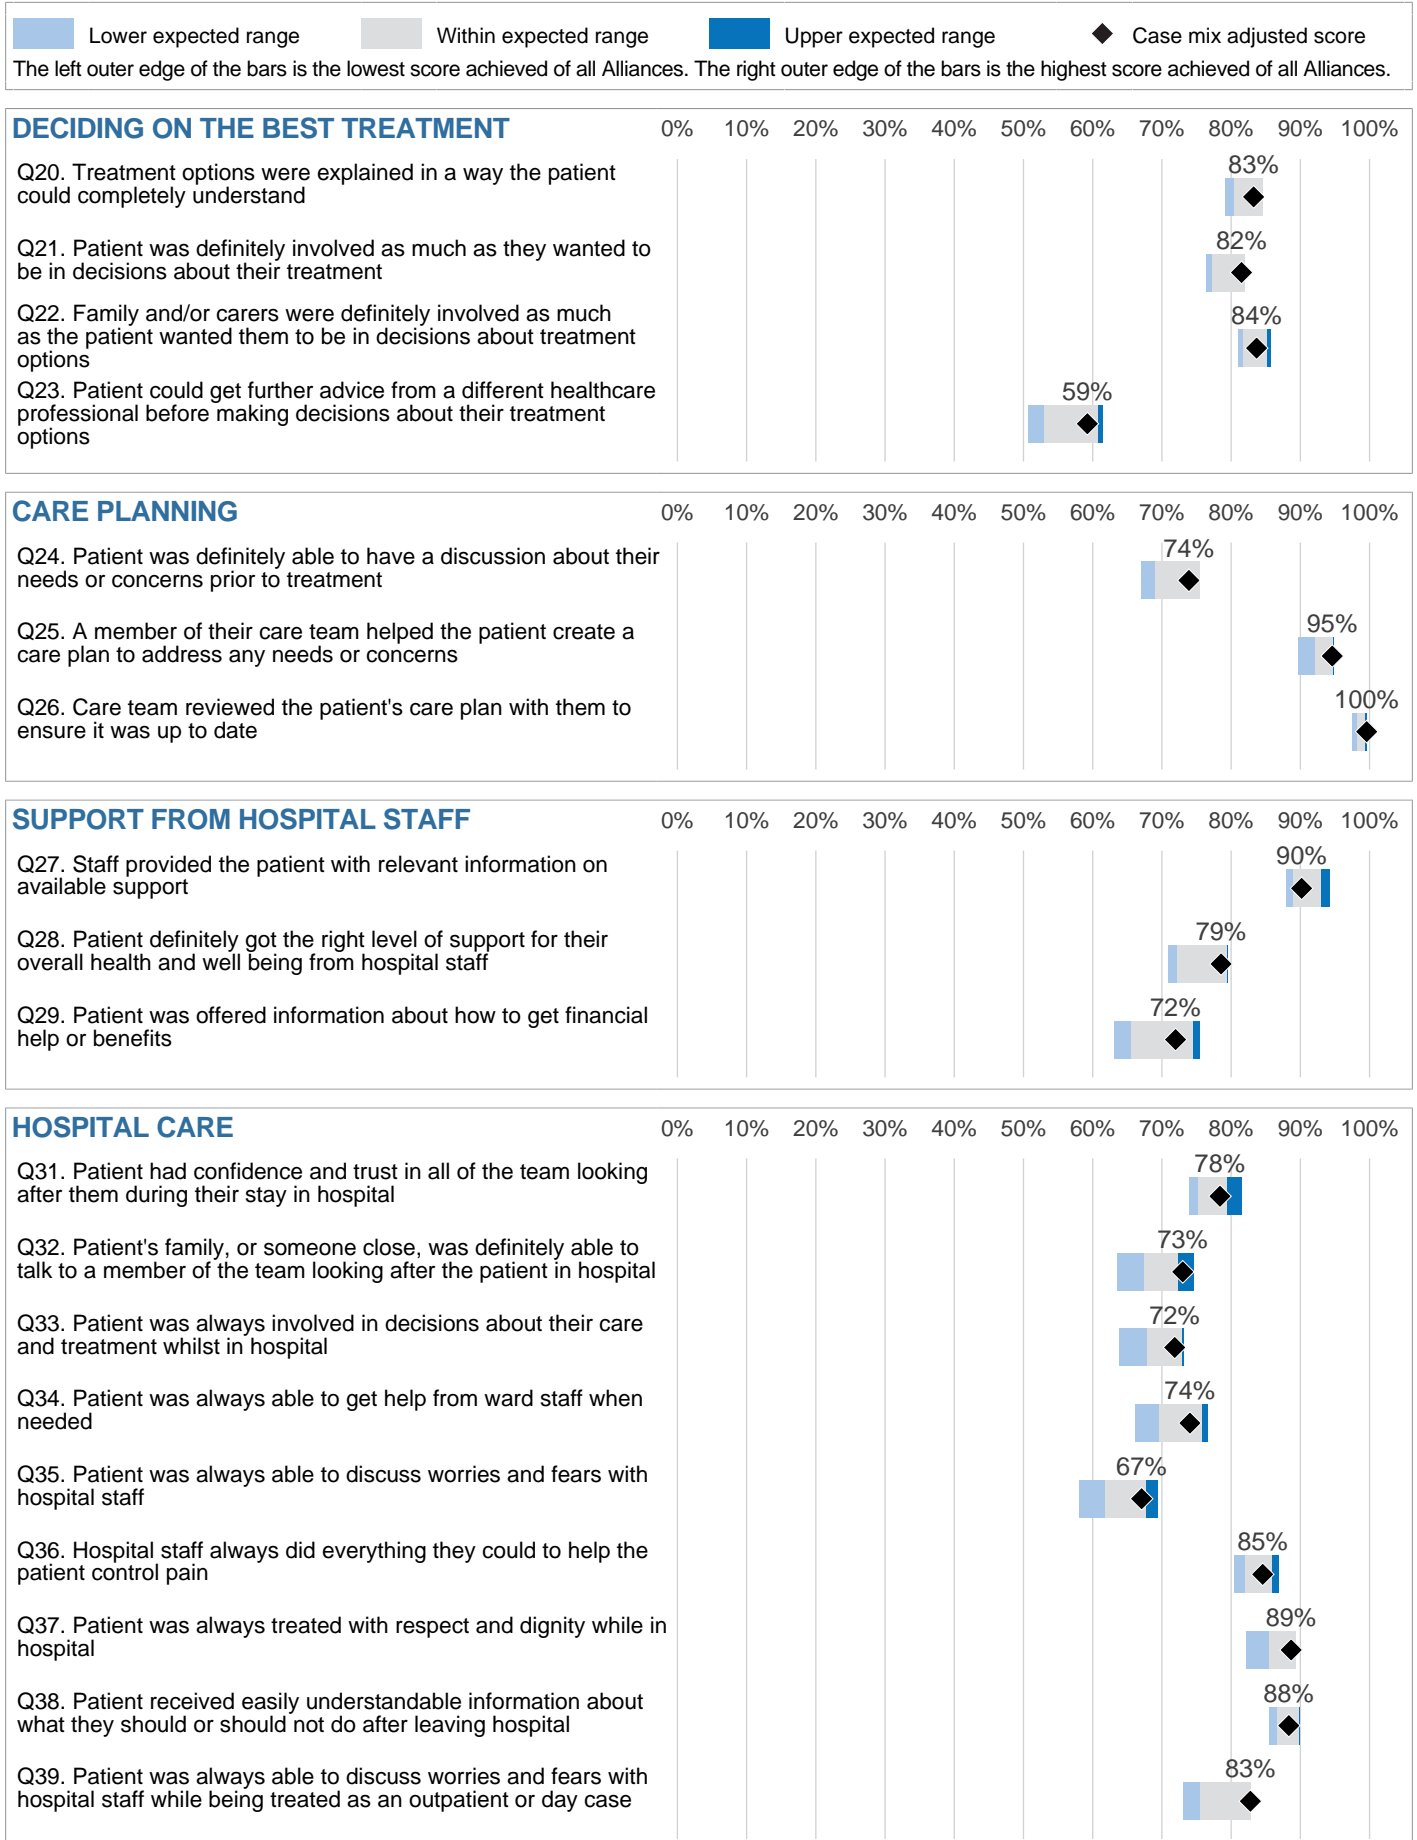 Lower expected range Within expected range Upper expected range Case mix adjusted score
The left outer edge of the bars is the lowest score achieved of all Alliances. The right outer edge of the bars is the highest score achieved of all Alliances.
DECIDING ON THE BEST TREATMENT 0% 10% 20% 30% 40% 50% 60% 70% 80% 90% 100%
Q20. Treatment options were explained in a way the patient
could completely understand
83%
Q21. Patient was definitely involved as much as they wanted to
be in decisions about their treatment
82%
Q22. Family and/or carers were definitely involved as much
as the patient wanted them to be in decisions about treatment
options
84%
Q23. Patient could get further advice from a different healthcare
professional before making decisions about their treatment
options
59%
CARE PLANNING 0% 10% 20% 30% 40% 50% 60% 70% 80% 90% 100%
Q24. Patient was definitely able to have a discussion about their
needs or concerns prior to treatment
74%
Q25. A member of their care team helped the patient create a
care plan to address any needs or concerns
95%
Q26. Care team reviewed the patient's care plan with them to
ensure it was up to date
100%
SUPPORT FROM HOSPITAL STAFF 0% 10% 20% 30% 40% 50% 60% 70% 80% 90% 100%
Q27. Staff provided the patient with relevant information on
available support
90%
Q28. Patient definitely got the right level of support for their
overall health and well being from hospital staff
79%
Q29. Patient was offered information about how to get financial
help or benefits
72%
HOSPITAL CARE 0% 10% 20% 30% 40% 50% 60% 70% 80% 90% 100%
Q31. Patient had confidence and trust in all of the team looking
after them during their stay in hospital
78%
Q32. Patient's family, or someone close, was definitely able to
talk to a member of the team looking after the patient in hospital
73%
Q33. Patient was always involved in decisions about their care
and treatment whilst in hospital
72%
Q34. Patient was always able to get help from ward staff when
needed
74%
Q35. Patient was always able to discuss worries and fears with
hospital staff
67%
Q36. Hospital staff always did everything they could to help the
patient control pain
85%
Q37. Patient was always treated with respect and dignity while in
hospital
89%
Q38. Patient received easily understandable information about
what they should or should not do after leaving hospital
88%
Q39. Patient was always able to discuss worries and fears with
hospital staff while being treated as an outpatient or day case
83%